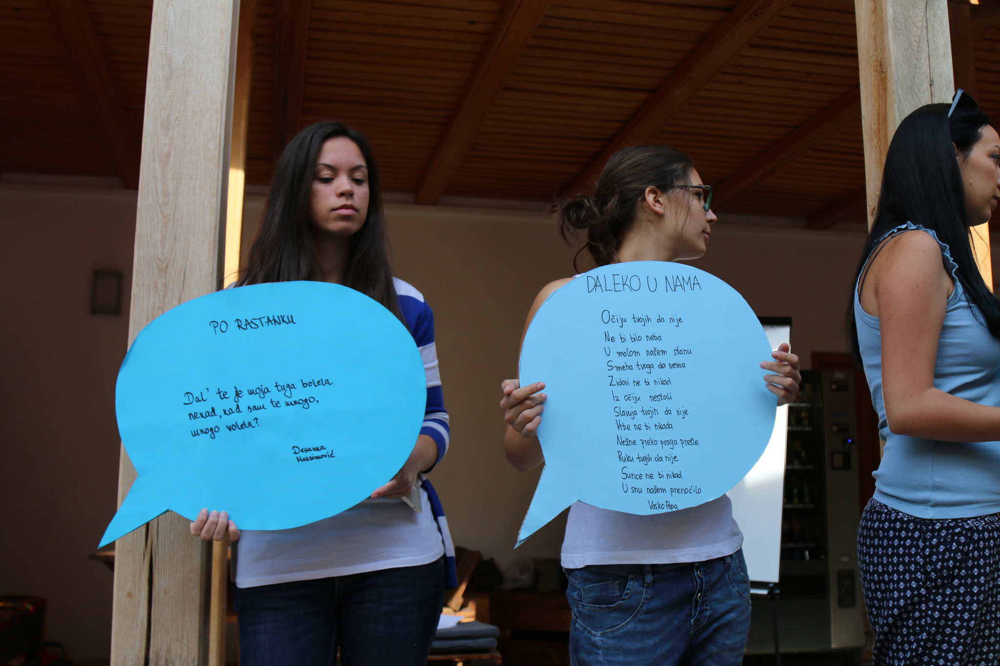 PO RASTANKU
Dal' te je moja tuga bolela
nekad, kad sam te mnogo,
mnogo volela?
Desanka
Maksimović
DALEKO U NAMA
Očiju tvojih da nije
Ne bi bilo neba
U malom našem stanu
Smeha tvoga da nema
Zidovi ne bi nikad
Iz očiju nestali
Slavuja tvojih da nije
Vrbe ne bi nikada
Nežne preko praga prešle
Ruku tvojih da nije
Sunce ne bi nikad
U snu našem prenoćilo
Vasko Popa